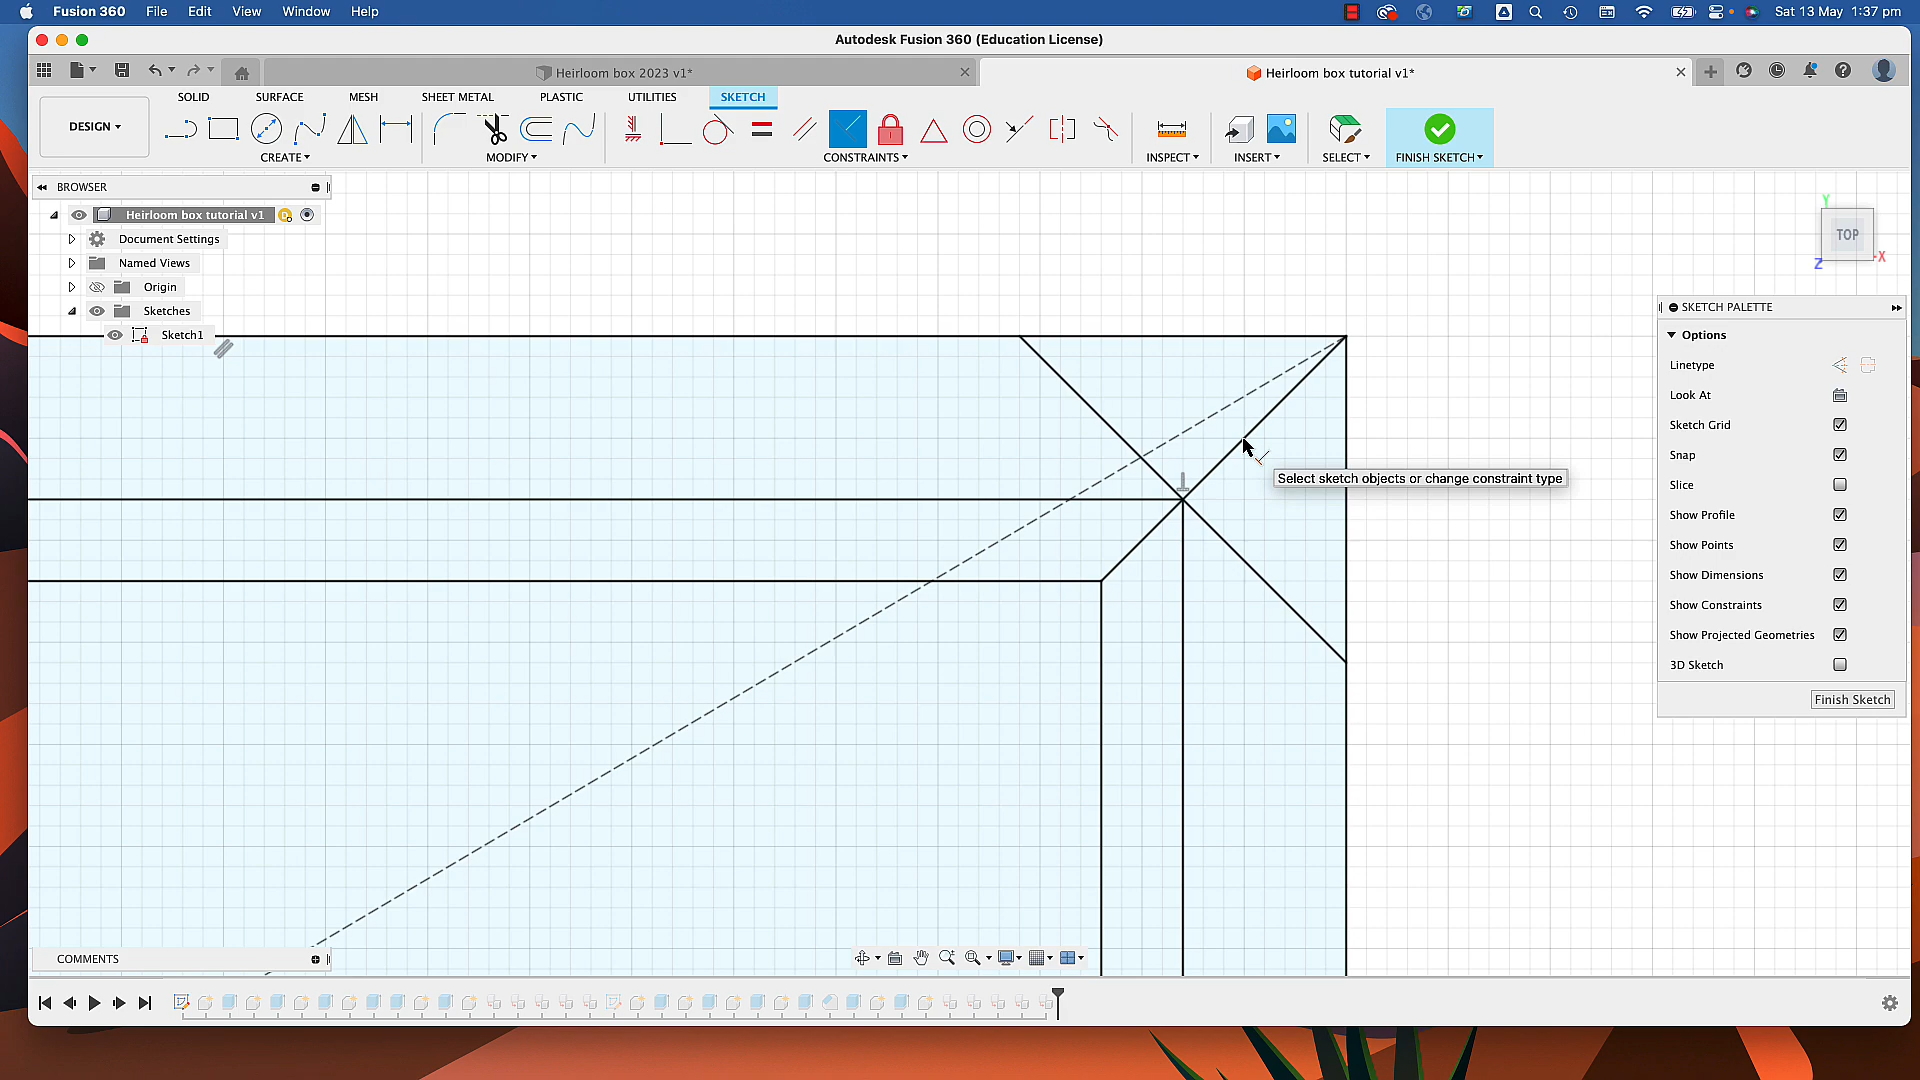 Fusion 360 File Edit View Window Help Sat 13 May 1:37 pm
Autodesk Fusion 360 (Education License)
Heirloom box 2023 v1* Heirloom box tutorial v1*
SOLID SURFACE MESH SHEET METAL PLASTIC UTILITIES SKETCH
DESIGN
CREATE MODIFY CONSTRAINTS INSPECT INSERT SELECT FINISH SKETCH
BROWSER
Heirloom box tutorial v1
Document Settings
Named Views
Origin
Sketches
Sketch1
Y
TOP
X
Z
SKETCH PALETTE
Options
Linetype
Look At
Sketch Grid
Snap
Slice
Show Profile
Show Points
Show Dimensions
Show Constraints
Show Projected Geometries
3D Sketch
Finish Sketch
Select sketch objects or change constraint type
COMMENTS